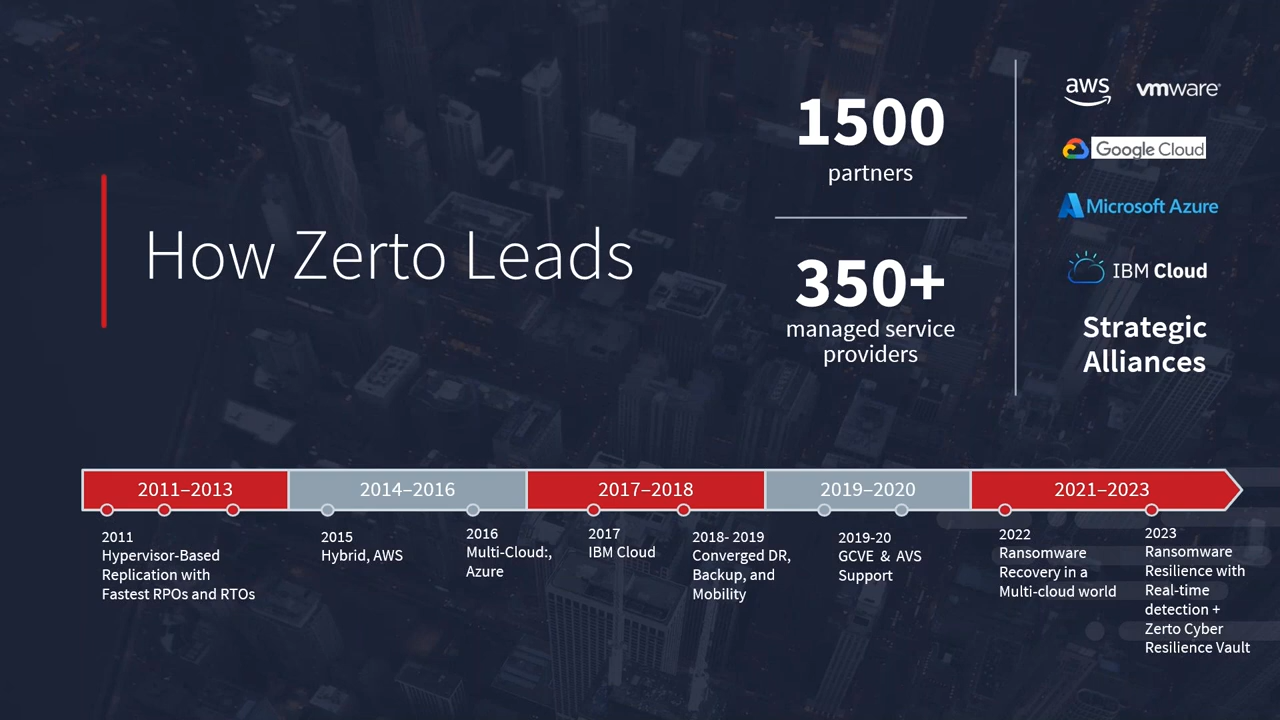 How Zerto Leads
1500
partners
350+
managed service
providers
aws
vmware®
Google Cloud
Microsoft Azure
IBM Cloud
Strategic
Alliances
2011–2013
2014–2016
2017–2018
2019–2020
2021–2023
2011
Hypervisor-Based
Replication with
Fastest RPOs and RTOs
2015
Hybrid, AWS
2016
Multi-Cloud:,
Azure
2017
IBM Cloud
2018- 2019
Converged DR,
Backup, and
Mobility
2019-20
GCVE & AVS
Support
2022
Ransomware
Recovery in a
Multi-cloud world
2023
Ransomware
Resilience with
Real-time
detection +
Zerto Cyber
Resilience Vault